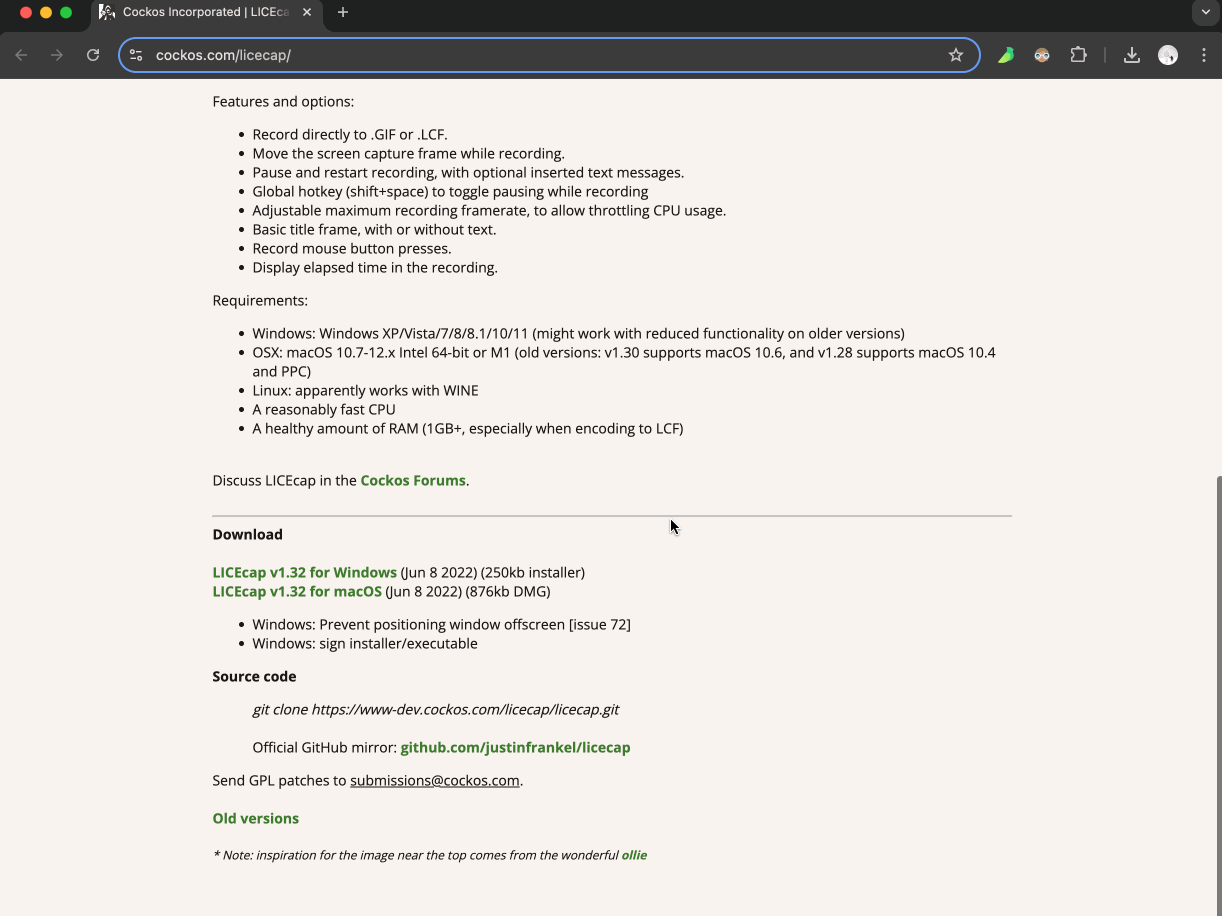 Cockos Incorporated | LICEca
cockos.com/licecap/
Features and options:
Record directly to .GIF or .LCF.
Move the screen capture frame while recording.
Pause and restart recording, with optional inserted text messages.
Global hotkey (shift+space) to toggle pausing while recording
Adjustable maximum recording framerate, to allow throttling CPU usage.
Basic title frame, with or without text.
Record mouse button presses.
Display elapsed time in the recording.
Requirements:
Windows: Windows XP/Vista/7/8/8.1/10/11 (might work with reduced functionality on older versions)
OSX: macOS 10.7-12.x Intel 64-bit or M1 (old versions: v1.30 supports macOS 10.6, and v1.28 supports macOS 10.4
and PPC)
Linux: apparently works with WINE
A reasonably fast CPU
A healthy amount of RAM (1GB+, especially when encoding to LCF)
Discuss LICEcap in the Cockos Forums.
Download
LICEcap v1.32 for Windows (Jun 8 2022) (250kb installer)
LICEcap v1.32 for macOS (Jun 8 2022) (876kb DMG)
Windows: Prevent positioning window offscreen [issue 72]
Windows: sign installer/executable
Source code
git clone https://www-dev.cockos.com/licecap/licecap.git
Official GitHub mirror: github.com/justinfrankel/licecap
Send GPL patches to submissions@cockos.com.
Old versions
* Note: inspiration for the image near the top comes from the wonderful ollie